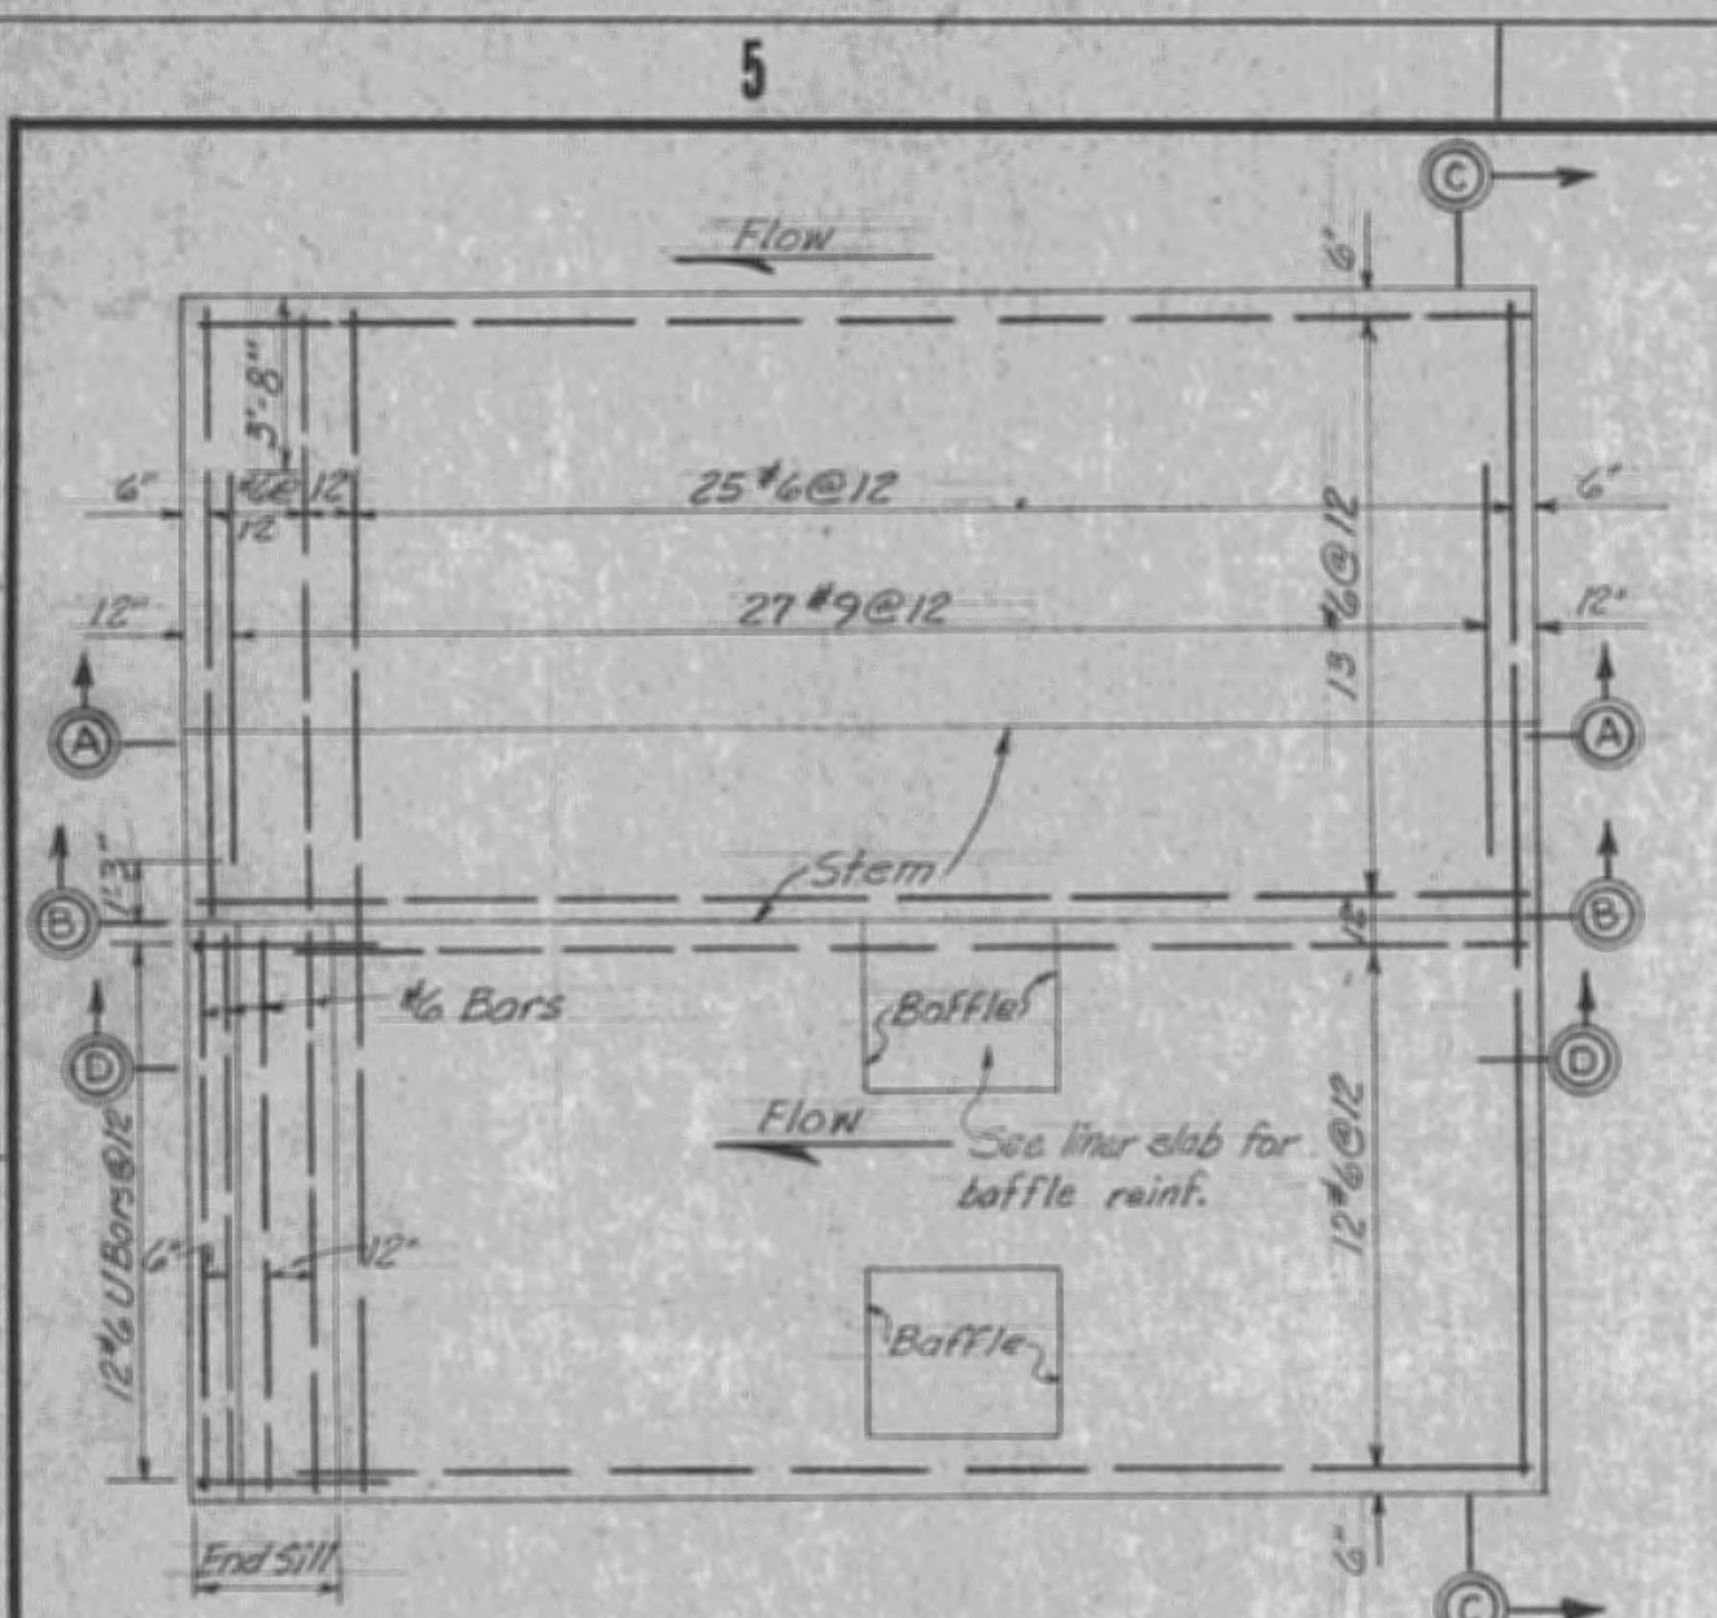 5
C
Flow
6"
3'-8"
6"
#6@ 12
12
25 #6@12
6"
13 #6@12
12"
27 #9@12
12"
A
A
Stem
B
B
12"
#6 Bars
Baffle
D
D
Flow
See liner slab for
baffle reinf.
12 #6 U Bars@12
12 #6@12
6"
12"
Baffle
End Sill
6"
C